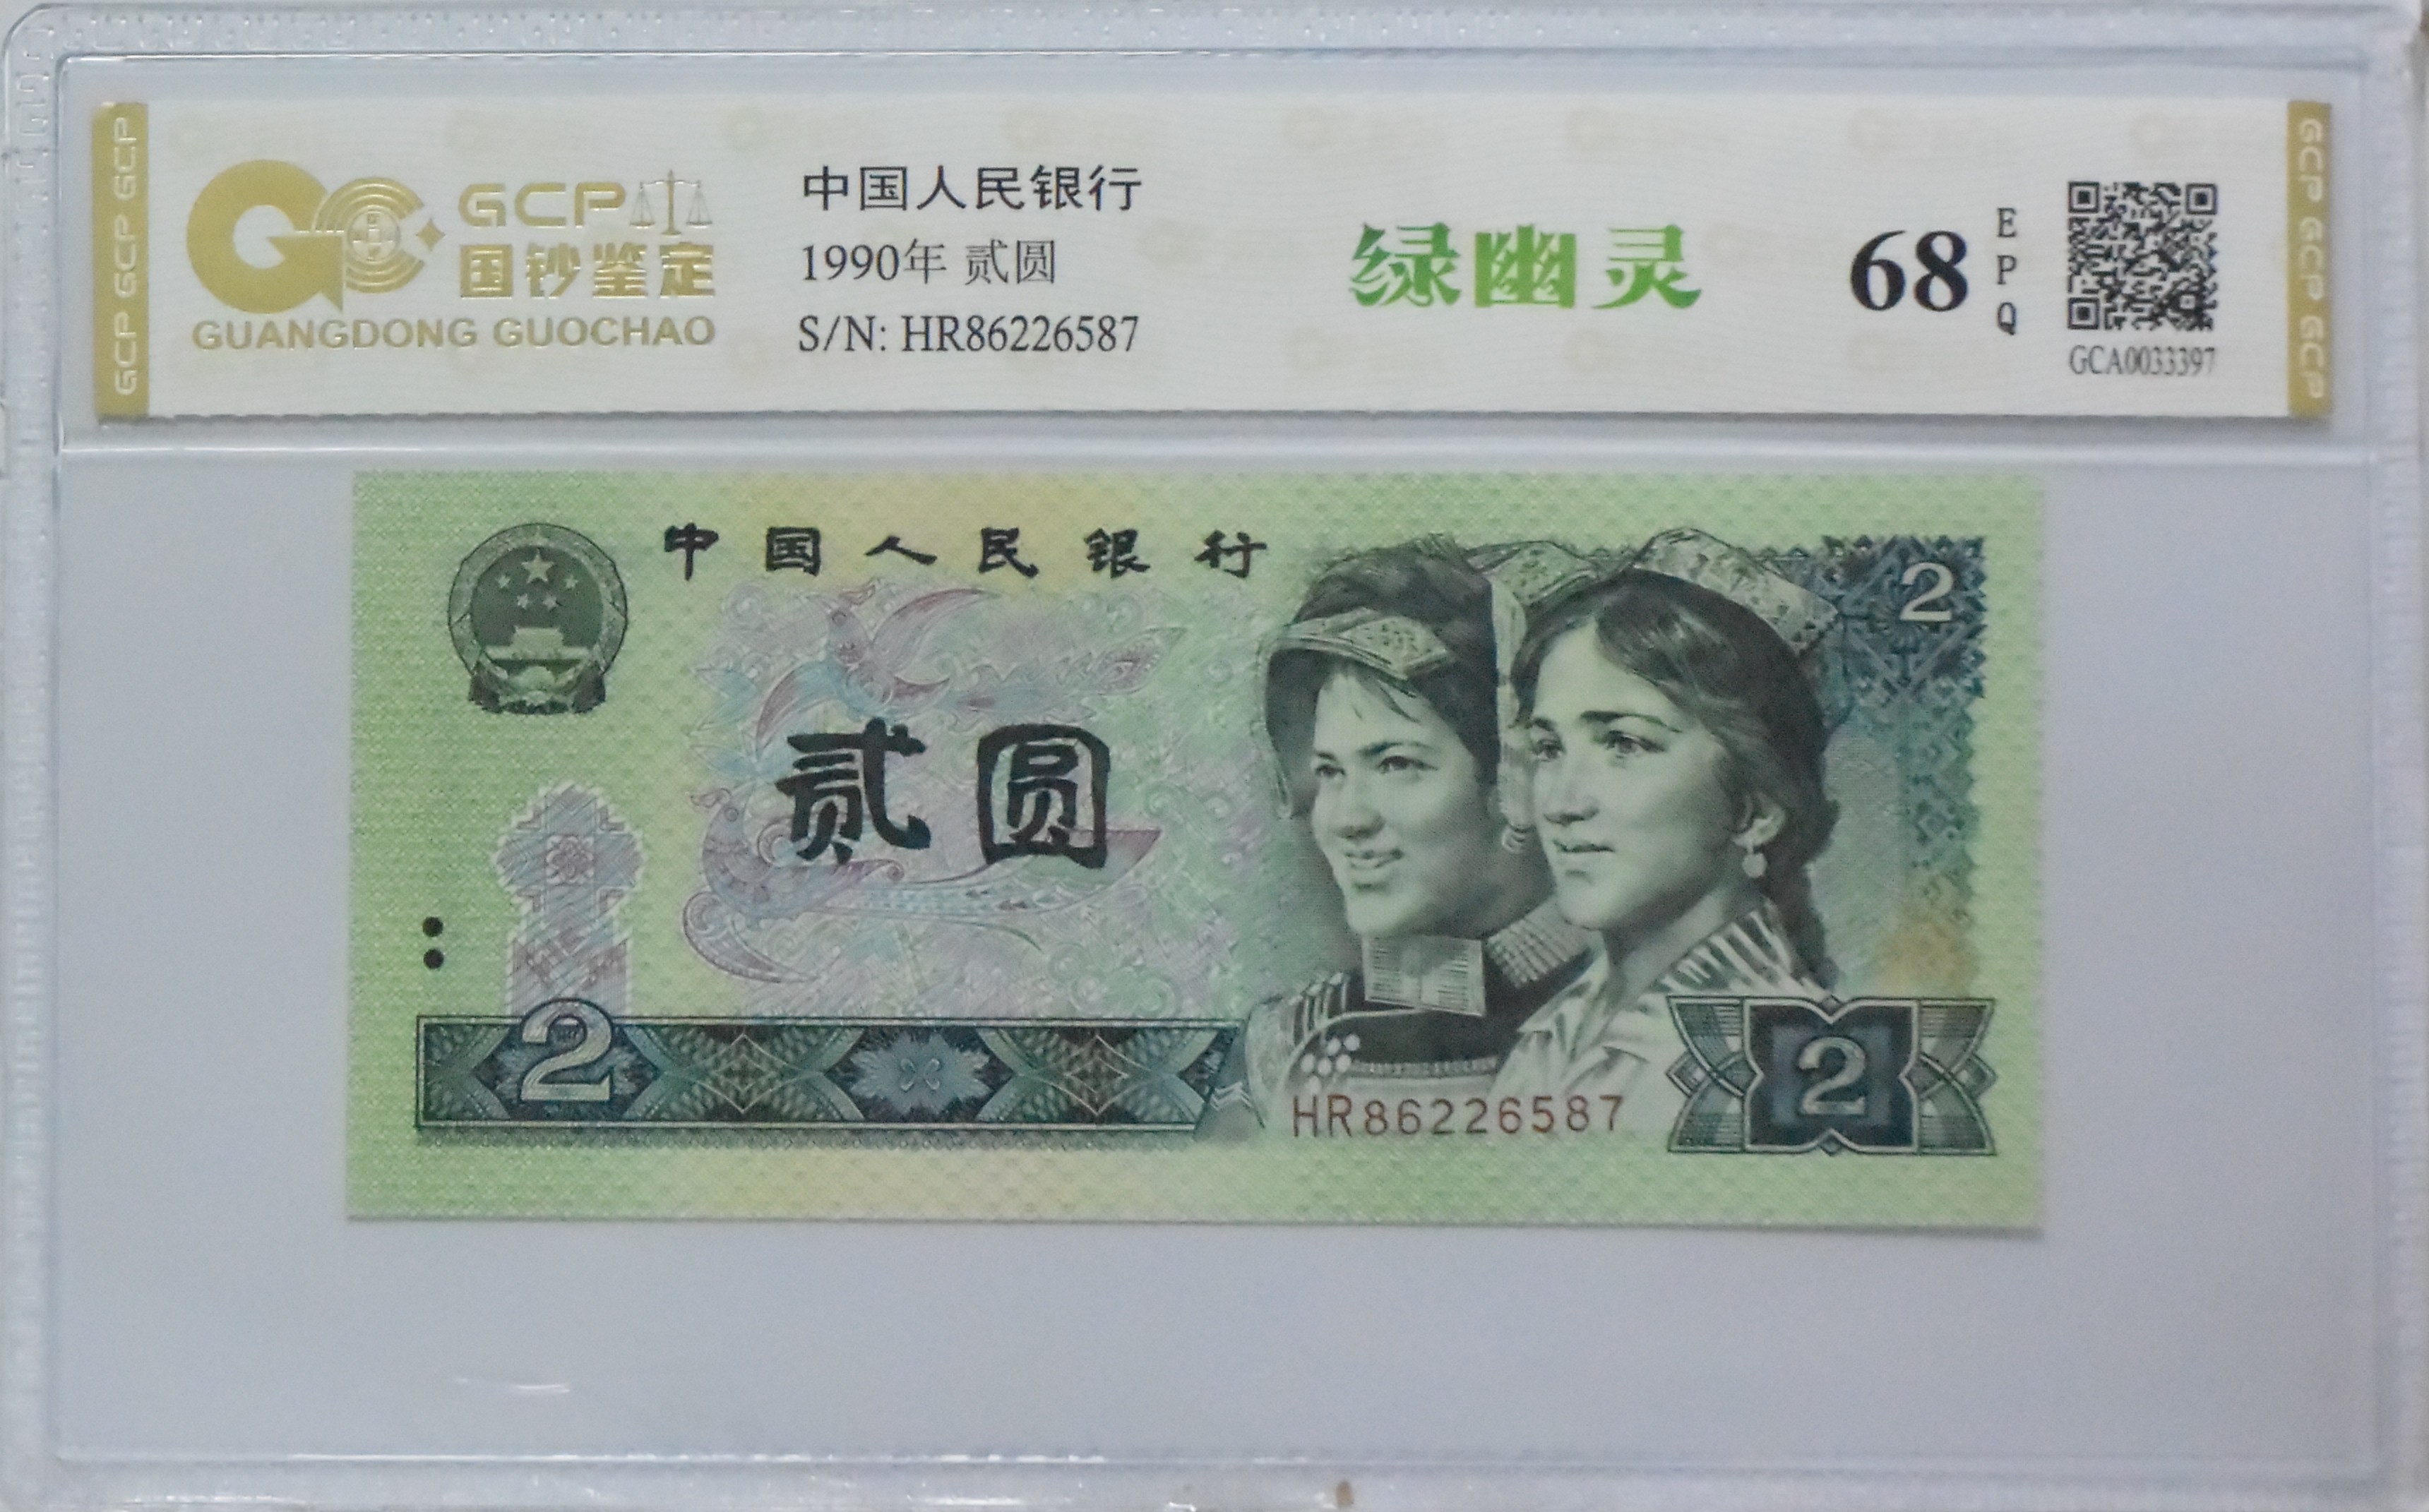 GCP GCP GCP
GCP
国钞鉴定
GUANGDONG GUOCHAO
中国人民银行
1990年 贰圆
S/N: HR86226587
绿幽灵
68
EPQ
GCA0033397
GCP GCP GCP
中国人民银行
2
贰圆
2
HR86226587
2